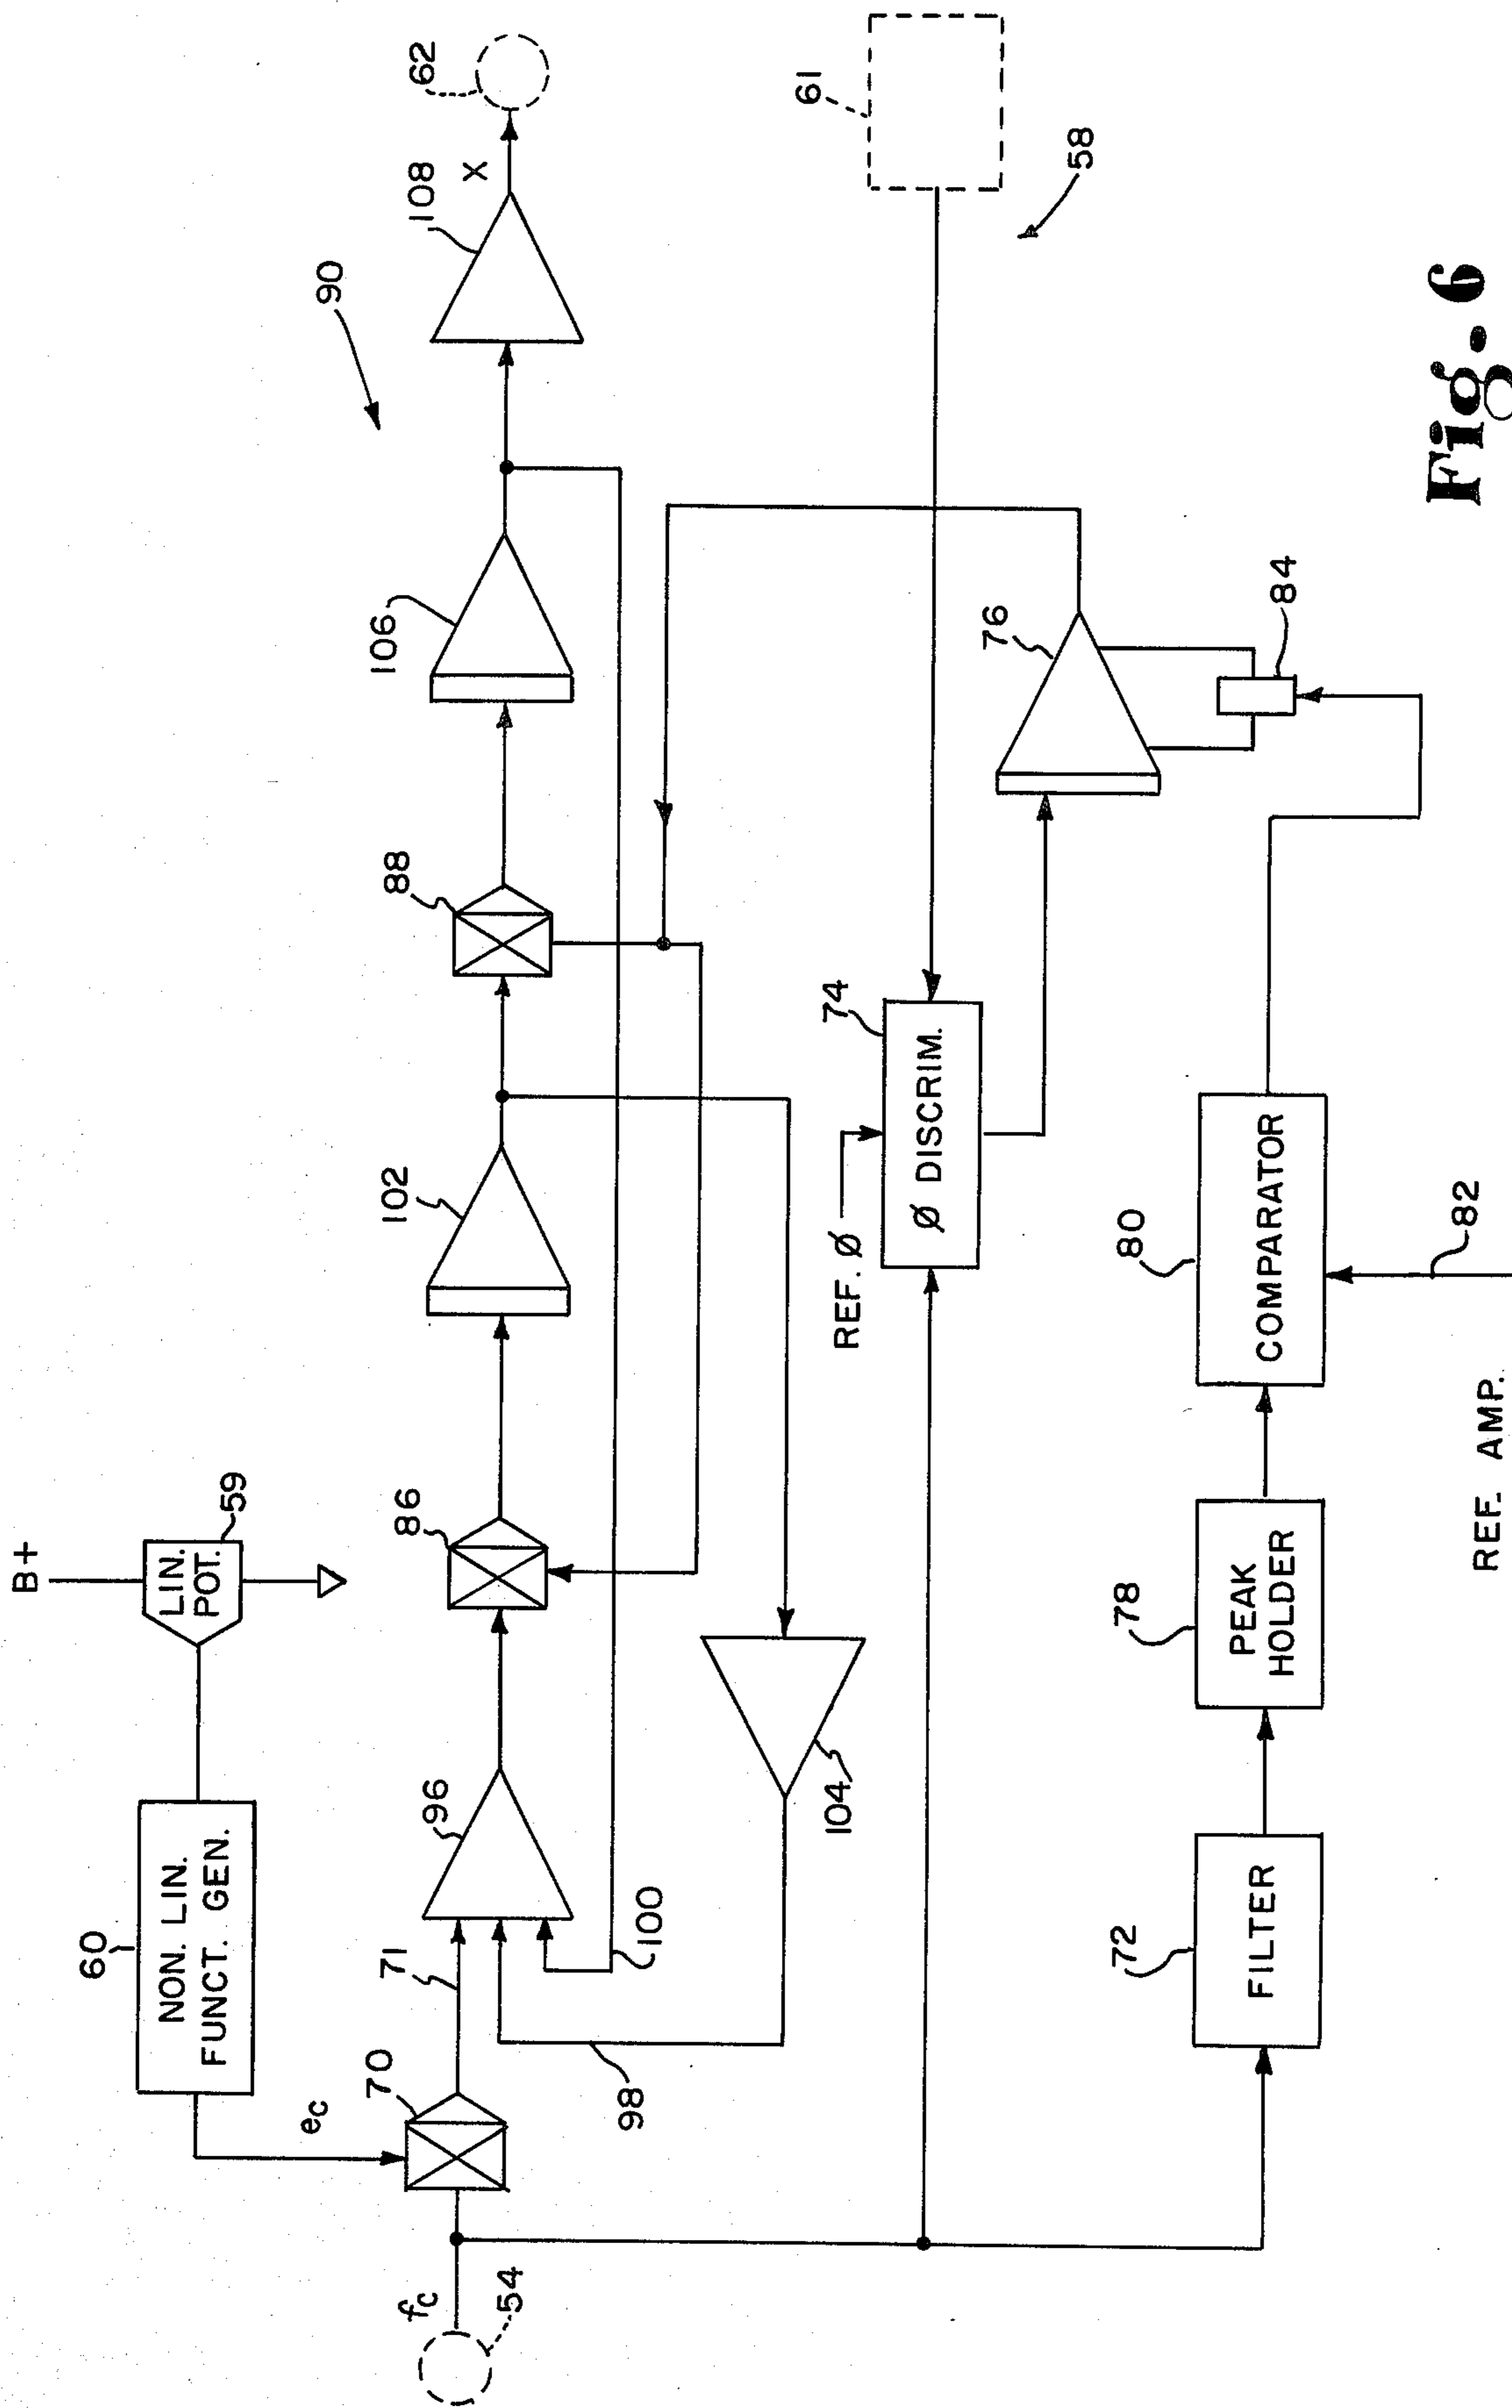 B+
LIN.
POT.
59
60
NON. LIN.
FUNCT. GEN.
ec
fc
54
70
71
96
98
100
86
102
104
88
106
90
108
X
62
61
58
REF. Ø
74
Ø DISCRIM.
76
84
72
FILTER
78
PEAK
HOLDER
80
COMPARATOR
82
REF. AMP.
Fig. 6